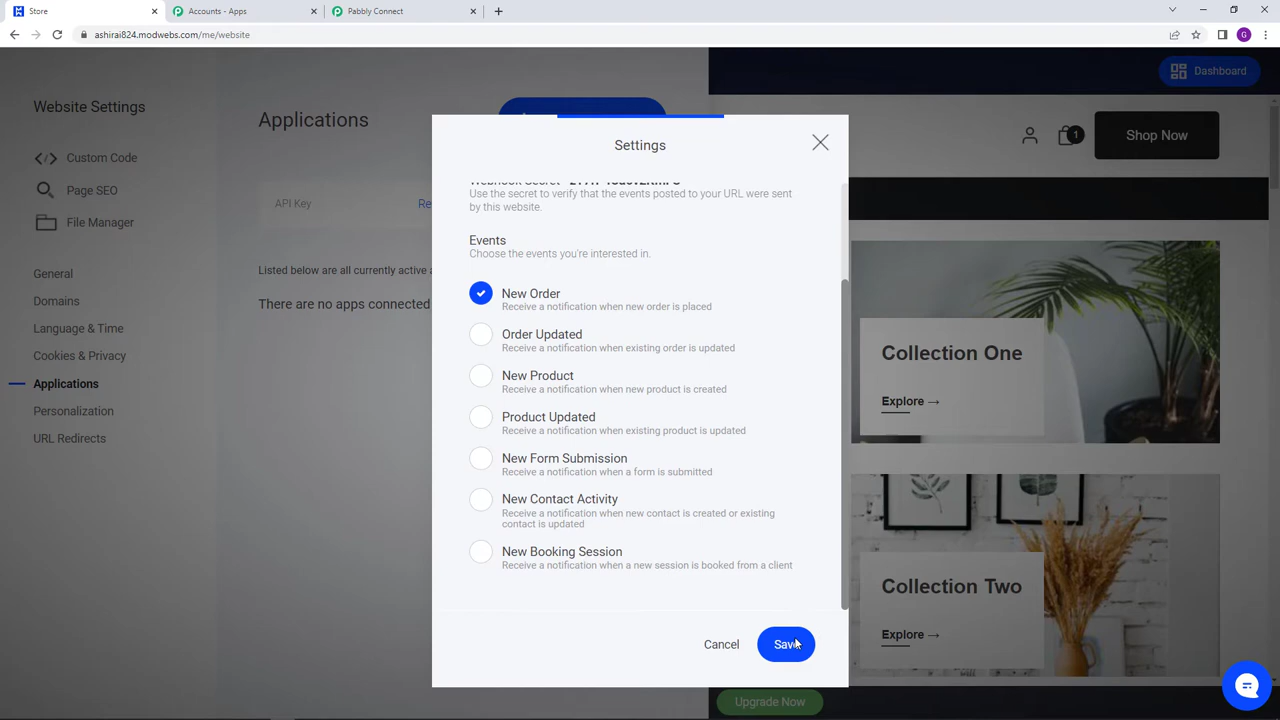 Store
Accounts - Apps
Pabbly Connect
ashirai824.modwebs.com/me/website
G
Website Settings
Custom Code
Page SEO
File Manager
General
Domains
Language & Time
Cookies & Privacy
Applications
Personalization
URL Redirects
Applications
API Key
Re
Listed below are all currently active a
There are no apps connected
Settings
Webhook Secret
Use the secret to verify that the events posted to your URL were sent
by this website.
Events
Choose the events you're interested in.
New Order
Receive a notification when new order is placed
Order Updated
Receive a notification when existing order is updated
New Product
Receive a notification when new product is created
Product Updated
Receive a notification when existing product is updated
New Form Submission
Receive a notification when a form is submitted
New Contact Activity
Receive a notification when new contact is created or existing
contact is updated
New Booking Session
Receive a notification when a new session is booked from a client
Cancel
Save
Dashboard
1
Shop Now
Collection One
Explore →
Collection Two
Explore →
Upgrade Now